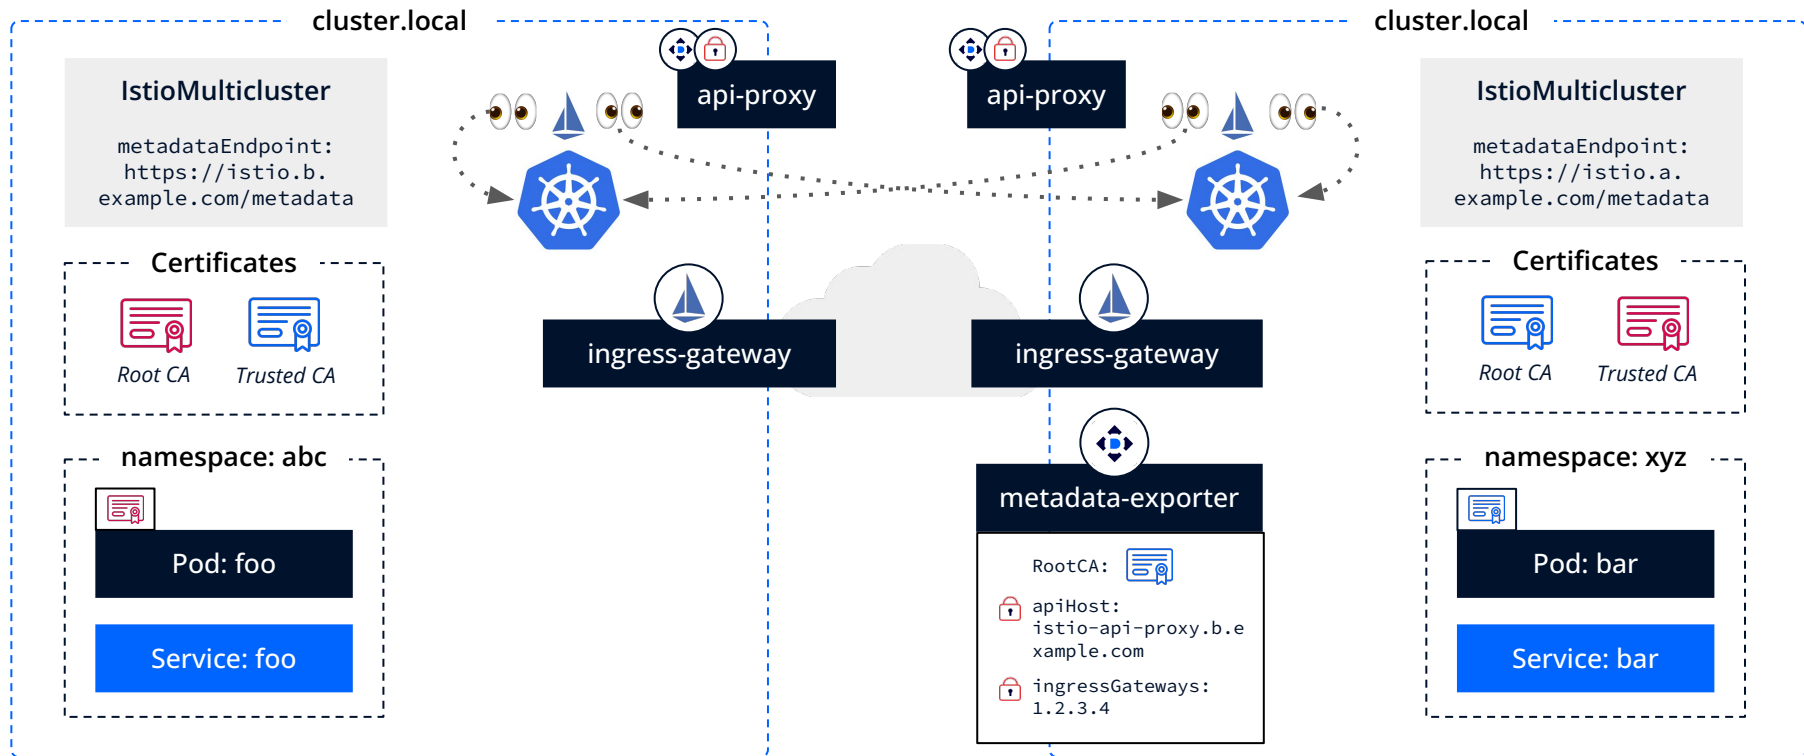 cluster.local
IstioMulticluster
metadataEndpoint:
https://istio.b.
example.com/metadata
Certificates
Root CA
Trusted CA
namespace: abc
Pod: foo
Service: foo
api-proxy
ingress-gateway
cluster.local
api-proxy
ingress-gateway
metadata-exporter
RootCA:
apiHost:
istio-api-proxy.b.e
xample.com
ingressGateways:
1.2.3.4
IstioMulticluster
metadataEndpoint:
https://istio.a.
example.com/metadata
Certificates
Root CA
Trusted CA
namespace: xyz
Pod: bar
Service: bar